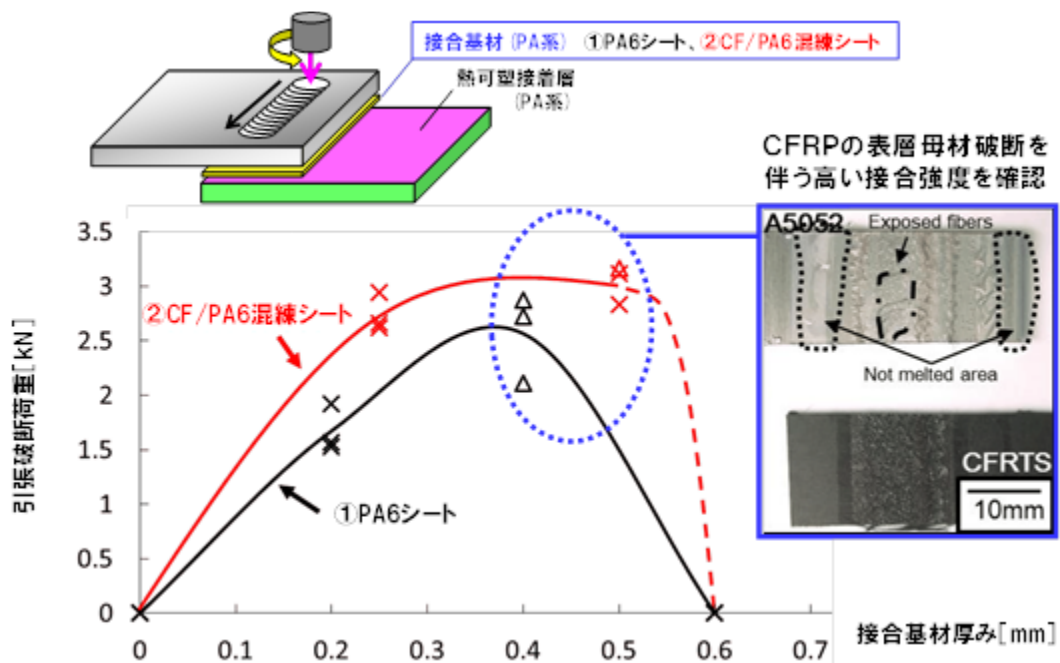 接合基材(PA系) ①PA6シート、②CF/PA6混練シート
熱可型接着層
(PA系)
CFRPの表層母材破断を
伴う高い接合強度を確認
A5052
Exposed fibers
Not melted area
CFRTS
10mm
②CF/PA6混練シート
①PA6シート
引張破断荷重[kN]
3.5
3
2.5
2
1.5
1
0.5
0
0 0.1 0.2 0.3 0.4 0.5 0.6 0.7
接合基材厚み[mm]